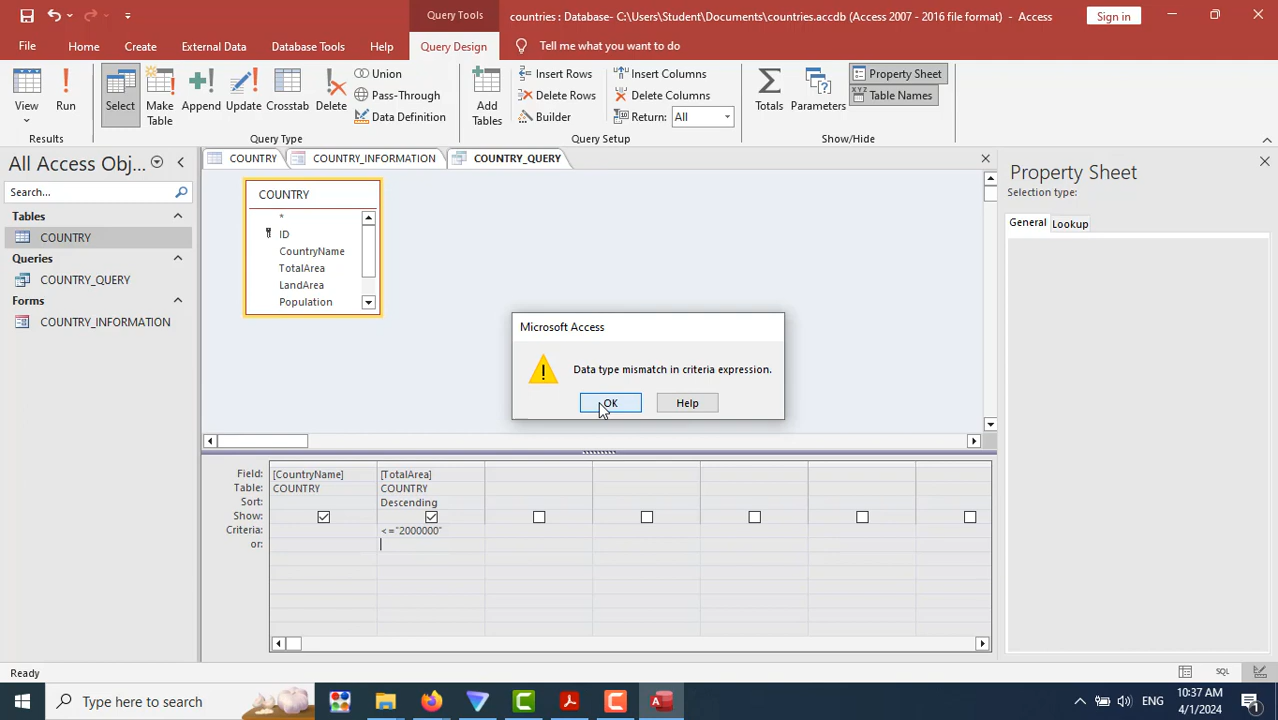 Query Tools
countries : Database- C:\Users\Student\Documents\countries.accdb (Access 2007 - 2016 file format) - Access
Sign in
File
Home
Create
External Data
Database Tools
Help
Query Design
Tell me what you want to do
View
Run
Results
Select
Make Table
Append
Update
Crosstab
Delete
Union
Pass-Through
Data Definition
Query Type
Add Tables
Insert Rows
Delete Rows
Builder
Insert Columns
Delete Columns
Return: All
Query Setup
Totals
Parameters
Property Sheet
XYZ Table Names
Show/Hide
All Access Obj...
Search...
Tables
COUNTRY
Queries
COUNTRY_QUERY
Forms
COUNTRY_INFORMATION
COUNTRY
COUNTRY_INFORMATION
COUNTRY_QUERY
COUNTRY
*
ID
CountryName
TotalArea
LandArea
Population
Microsoft Access
Data type mismatch in criteria expression.
OK
Help
Property Sheet
Selection type:
General
Lookup
Field: [CountryName] [TotalArea]
Table: COUNTRY COUNTRY
Sort: Descending
Show:
Criteria: <="2000000"
or:
Ready
SQL
Type here to search
ENG
10:37 AM
4/1/2024
1